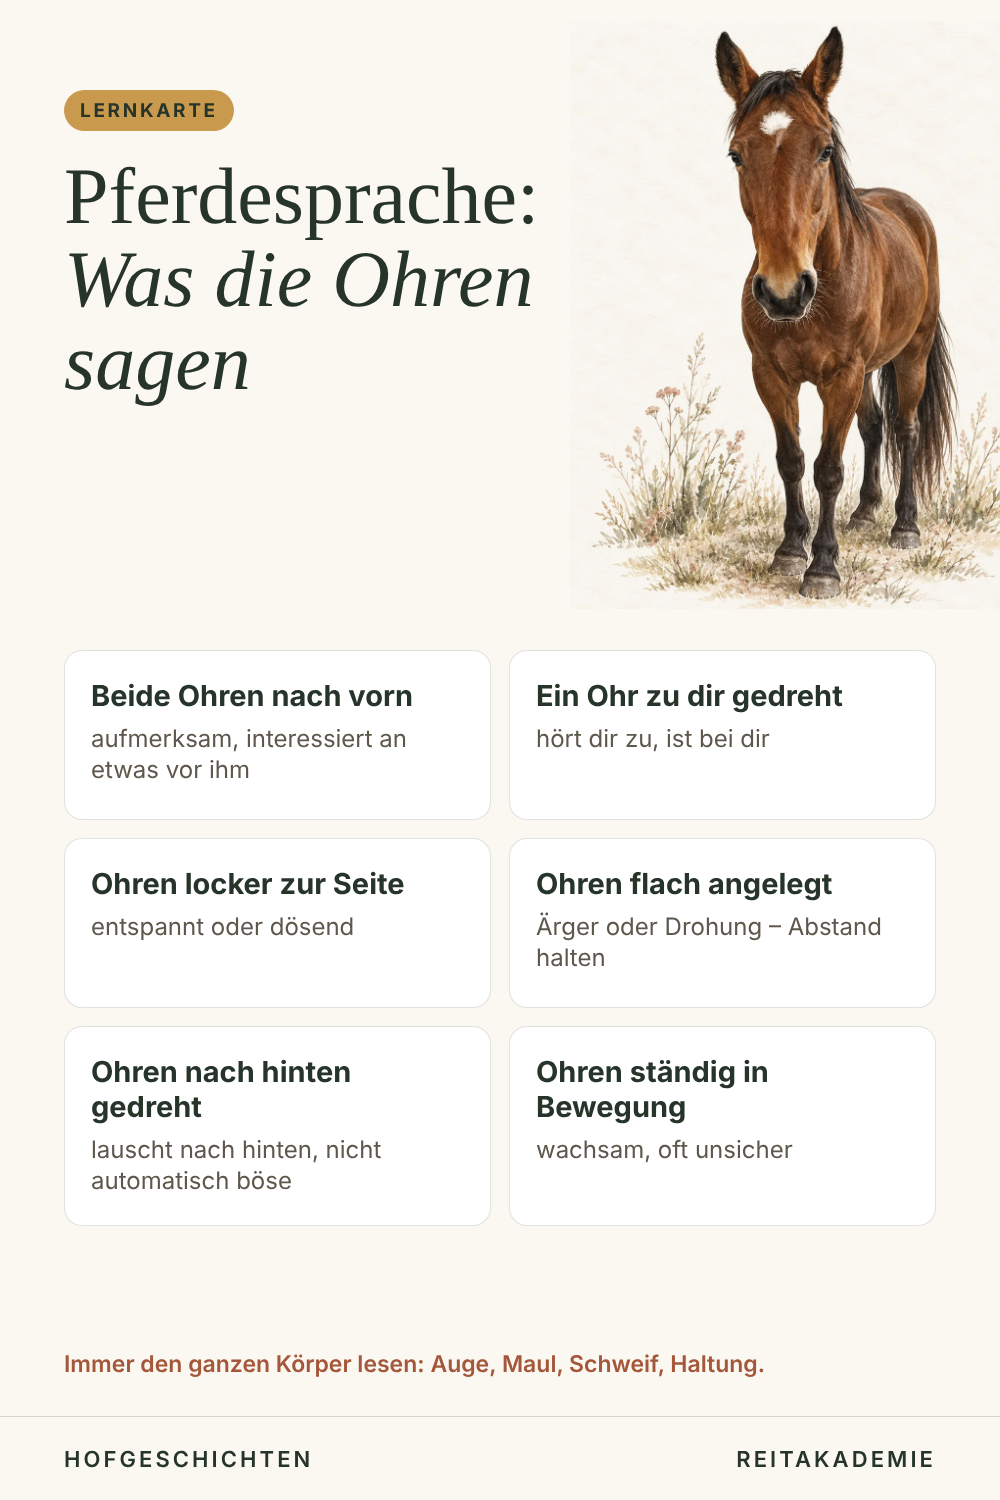 LERNKARTE
Pferdesprache:
Was die Ohren
sagen
Beide Ohren nach vorn
aufmerksam, interessiert an
etwas vor ihm
Ein Ohr zu dir gedreht
hört dir zu, ist bei dir
Ohren locker zur Seite
entspannt oder dösend
Ohren flach angelegt
Ärger oder Drohung – Abstand
halten
Ohren nach hinten
gedreht
lauscht nach hinten, nicht
automatisch böse
Ohren ständig in
Bewegung
wachsam, oft unsicher
Immer den ganzen Körper lesen: Auge, Maul, Schweif, Haltung.
HOFGESCHICHTEN
REITAKADEMIE